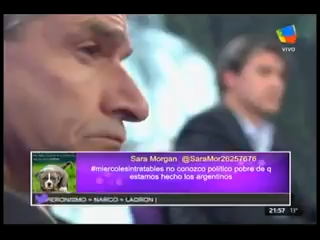 VIVO
Sara Morgan @SaraMor26257676
#miercolesintratables no conozco político pobre de q
estamos hecho los argentinos
PERONISMO = NARCO = LADRON |
21:57